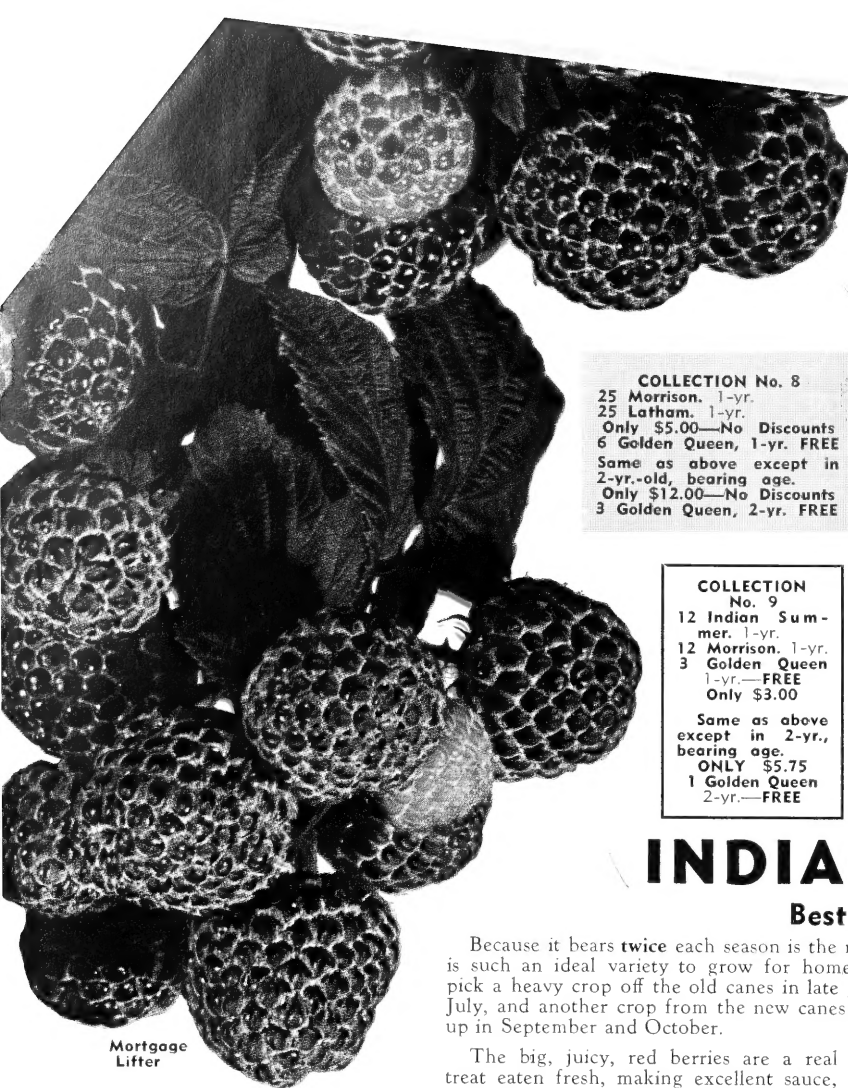 COLLECTION No. 8
25 Morrison. 1-yr.
25 Latham. 1-yr.
Only $5.00—No Discounts
6 Golden Queen, 1-yr. FREE
Same as above except in
2-yr.-old, bearing age.
Only $12.00—No Discounts
3 Golden Queen, 2-yr. FREE
COLLECTION
No. 9
12 Indian Sum-
mer. 1-yr.
12 Morrison. 1-yr.
3 Golden Queen
1-yr.—FREE
Only $3.00
Same as above
except in 2-yr.,
bearing age.
ONLY $5.75
1 Golden Queen
2-yr.—FREE
INDIA
Best
Because it bears twice each season is the
is such an ideal variety to grow for home
pick a heavy crop off the old canes in late
July, and another crop from the new canes
up in September and October.
The big, juicy, red berries are a real
treat eaten fresh, making excellent sauce,
Mortgage
Lifter